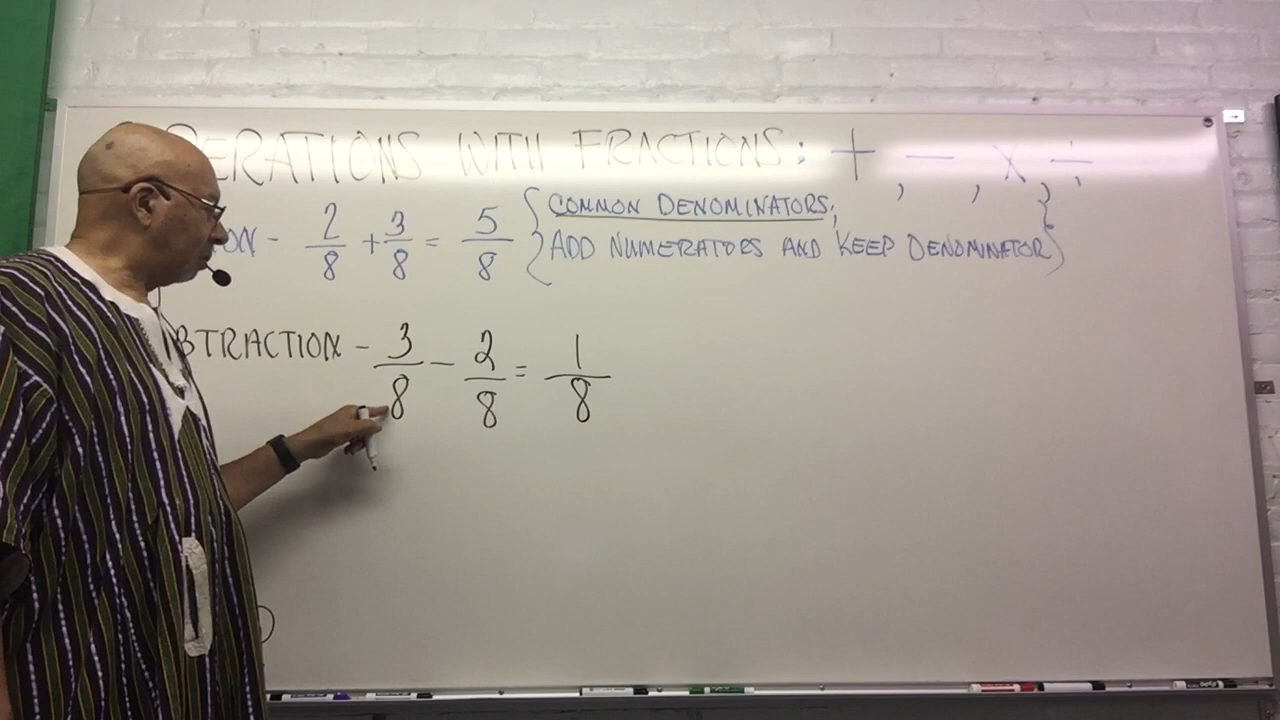 ERATIONS WITH FRACTIONS: + , − , × ÷
ON - 2/8 + 3/8 = 5/8 { COMMON DENOMINATORS;
ADD NUMERATORS AND KEEP DENOMINATOR }
BTRACTION - 3/8 − 2/8 = 1/8